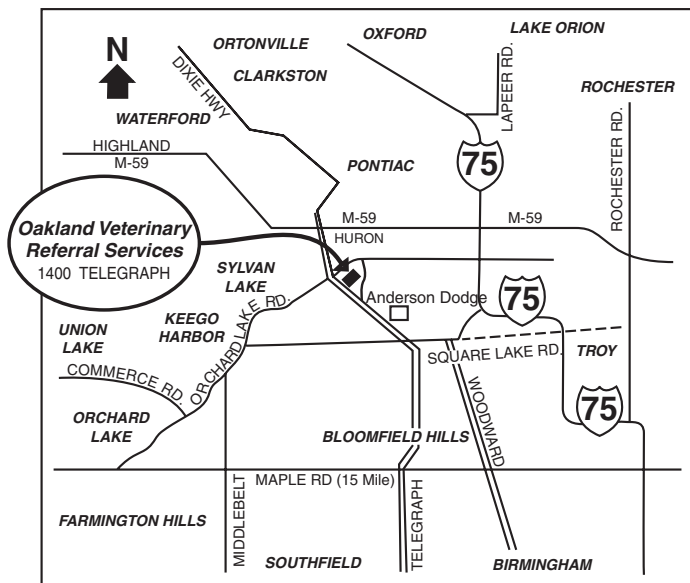 LAKE ORION
OXFORD
ORTONVILLE
N
CLARKSTON
LAPEER RD.
DIXIE HWY
ROCHESTER
WATERFORD
ROCHESTER RD.
HIGHLAND
M-59
75
PONTIAC
M-59
M-59
Oakland Veterinary
Referral Services
1400 TELEGRAPH
HURON
SYLVAN
LAKE
Anderson Dodge
75
KEEGO
HARBOR
ORCHARD LAKE RD.
UNION
LAKE
SQUARE LAKE RD.
TROY
COMMERCE RD.
WOODWARD
75
ORCHARD
LAKE
BLOOMFIELD HILLS
MAPLE RD (15 Mile)
MIDDLEBELT
TELEGRAPH
FARMINGTON HILLS
SOUTHFIELD
BIRMINGHAM